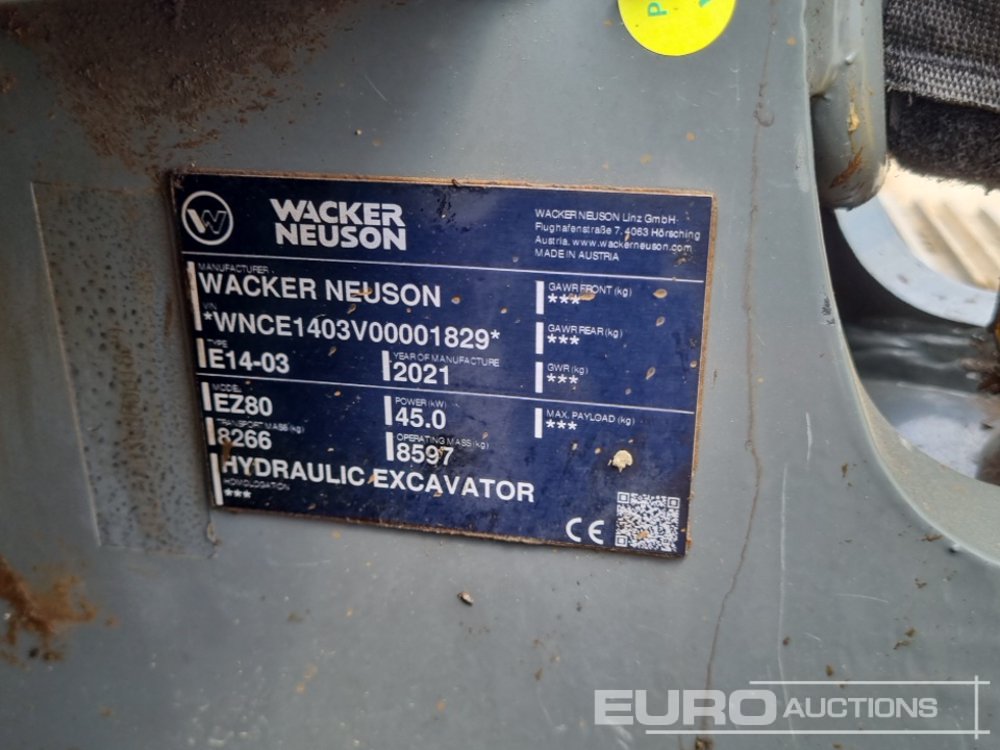 P
W
WACKER
NEUSON
WACKER NEUSON Linz GmbH
Flughafenstraße 7, 4063 Hörsching
Austria, www.wackerneuson.com
MADE IN AUSTRIA
MANUFACTURER
WACKER NEUSON
VIN
*WNCE1403V00001829*
TYPE
E14-03
YEAR OF MANUFACTURE
2021
MODEL
EZ80
POWER (kW)
45.0
TRANSPORT MASS (kg)
8266
OPERATING MASS (kg)
8597
HYDRAULIC EXCAVATOR
HOMOLOGATION
***
GAWR FRONT (kg)
***
GAWR REAR (kg)
***
GWR (kg)
***
MAX. PAYLOAD (kg)
***
CE
EURO AUCTIONS